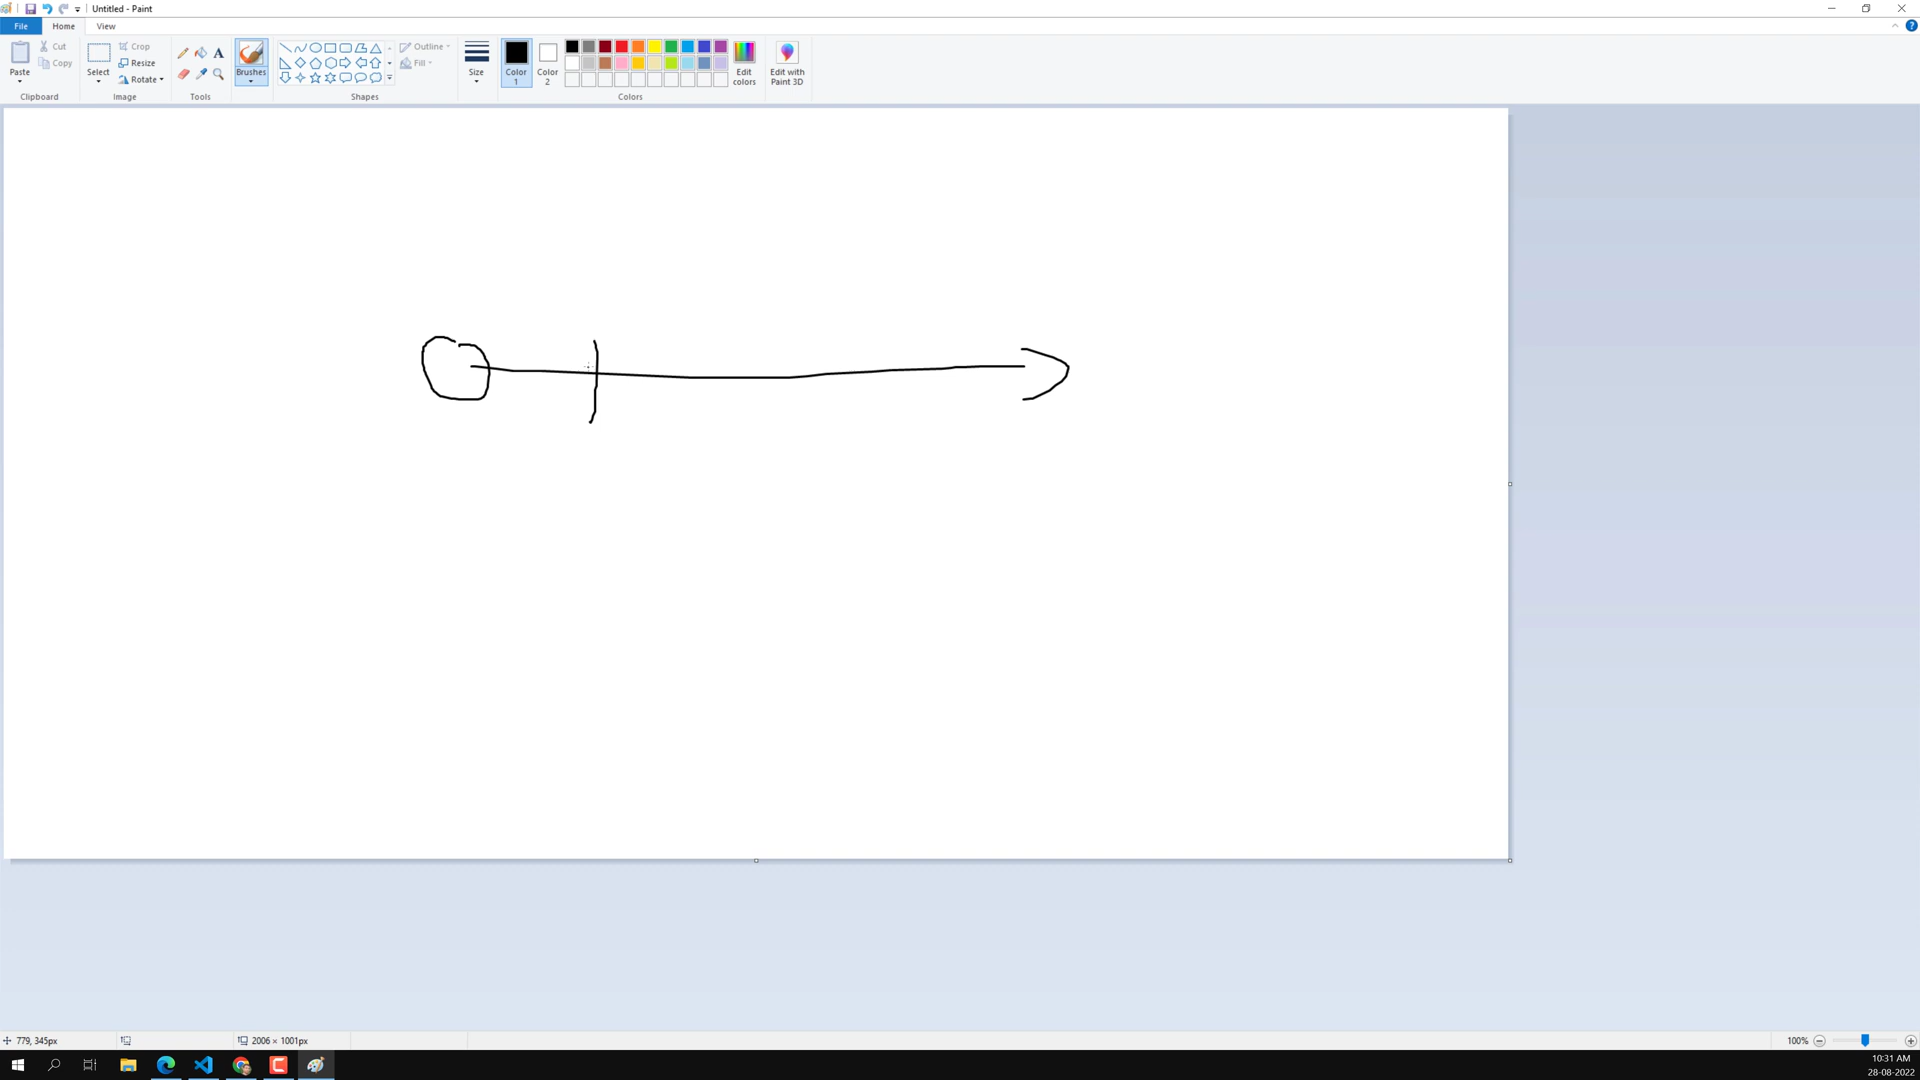 Untitled - Paint
File Home View
Paste
Cut
Copy
Clipboard
Select
Crop
Resize
Rotate
Image
A
Tools
Brushes
Outline
Fill
Shapes
Size
Color 1
Color 2
Edit colors
Colors
Edit with Paint 3D
779, 345px
2006 × 1001px
100%
10:31 AM
28-08-2022